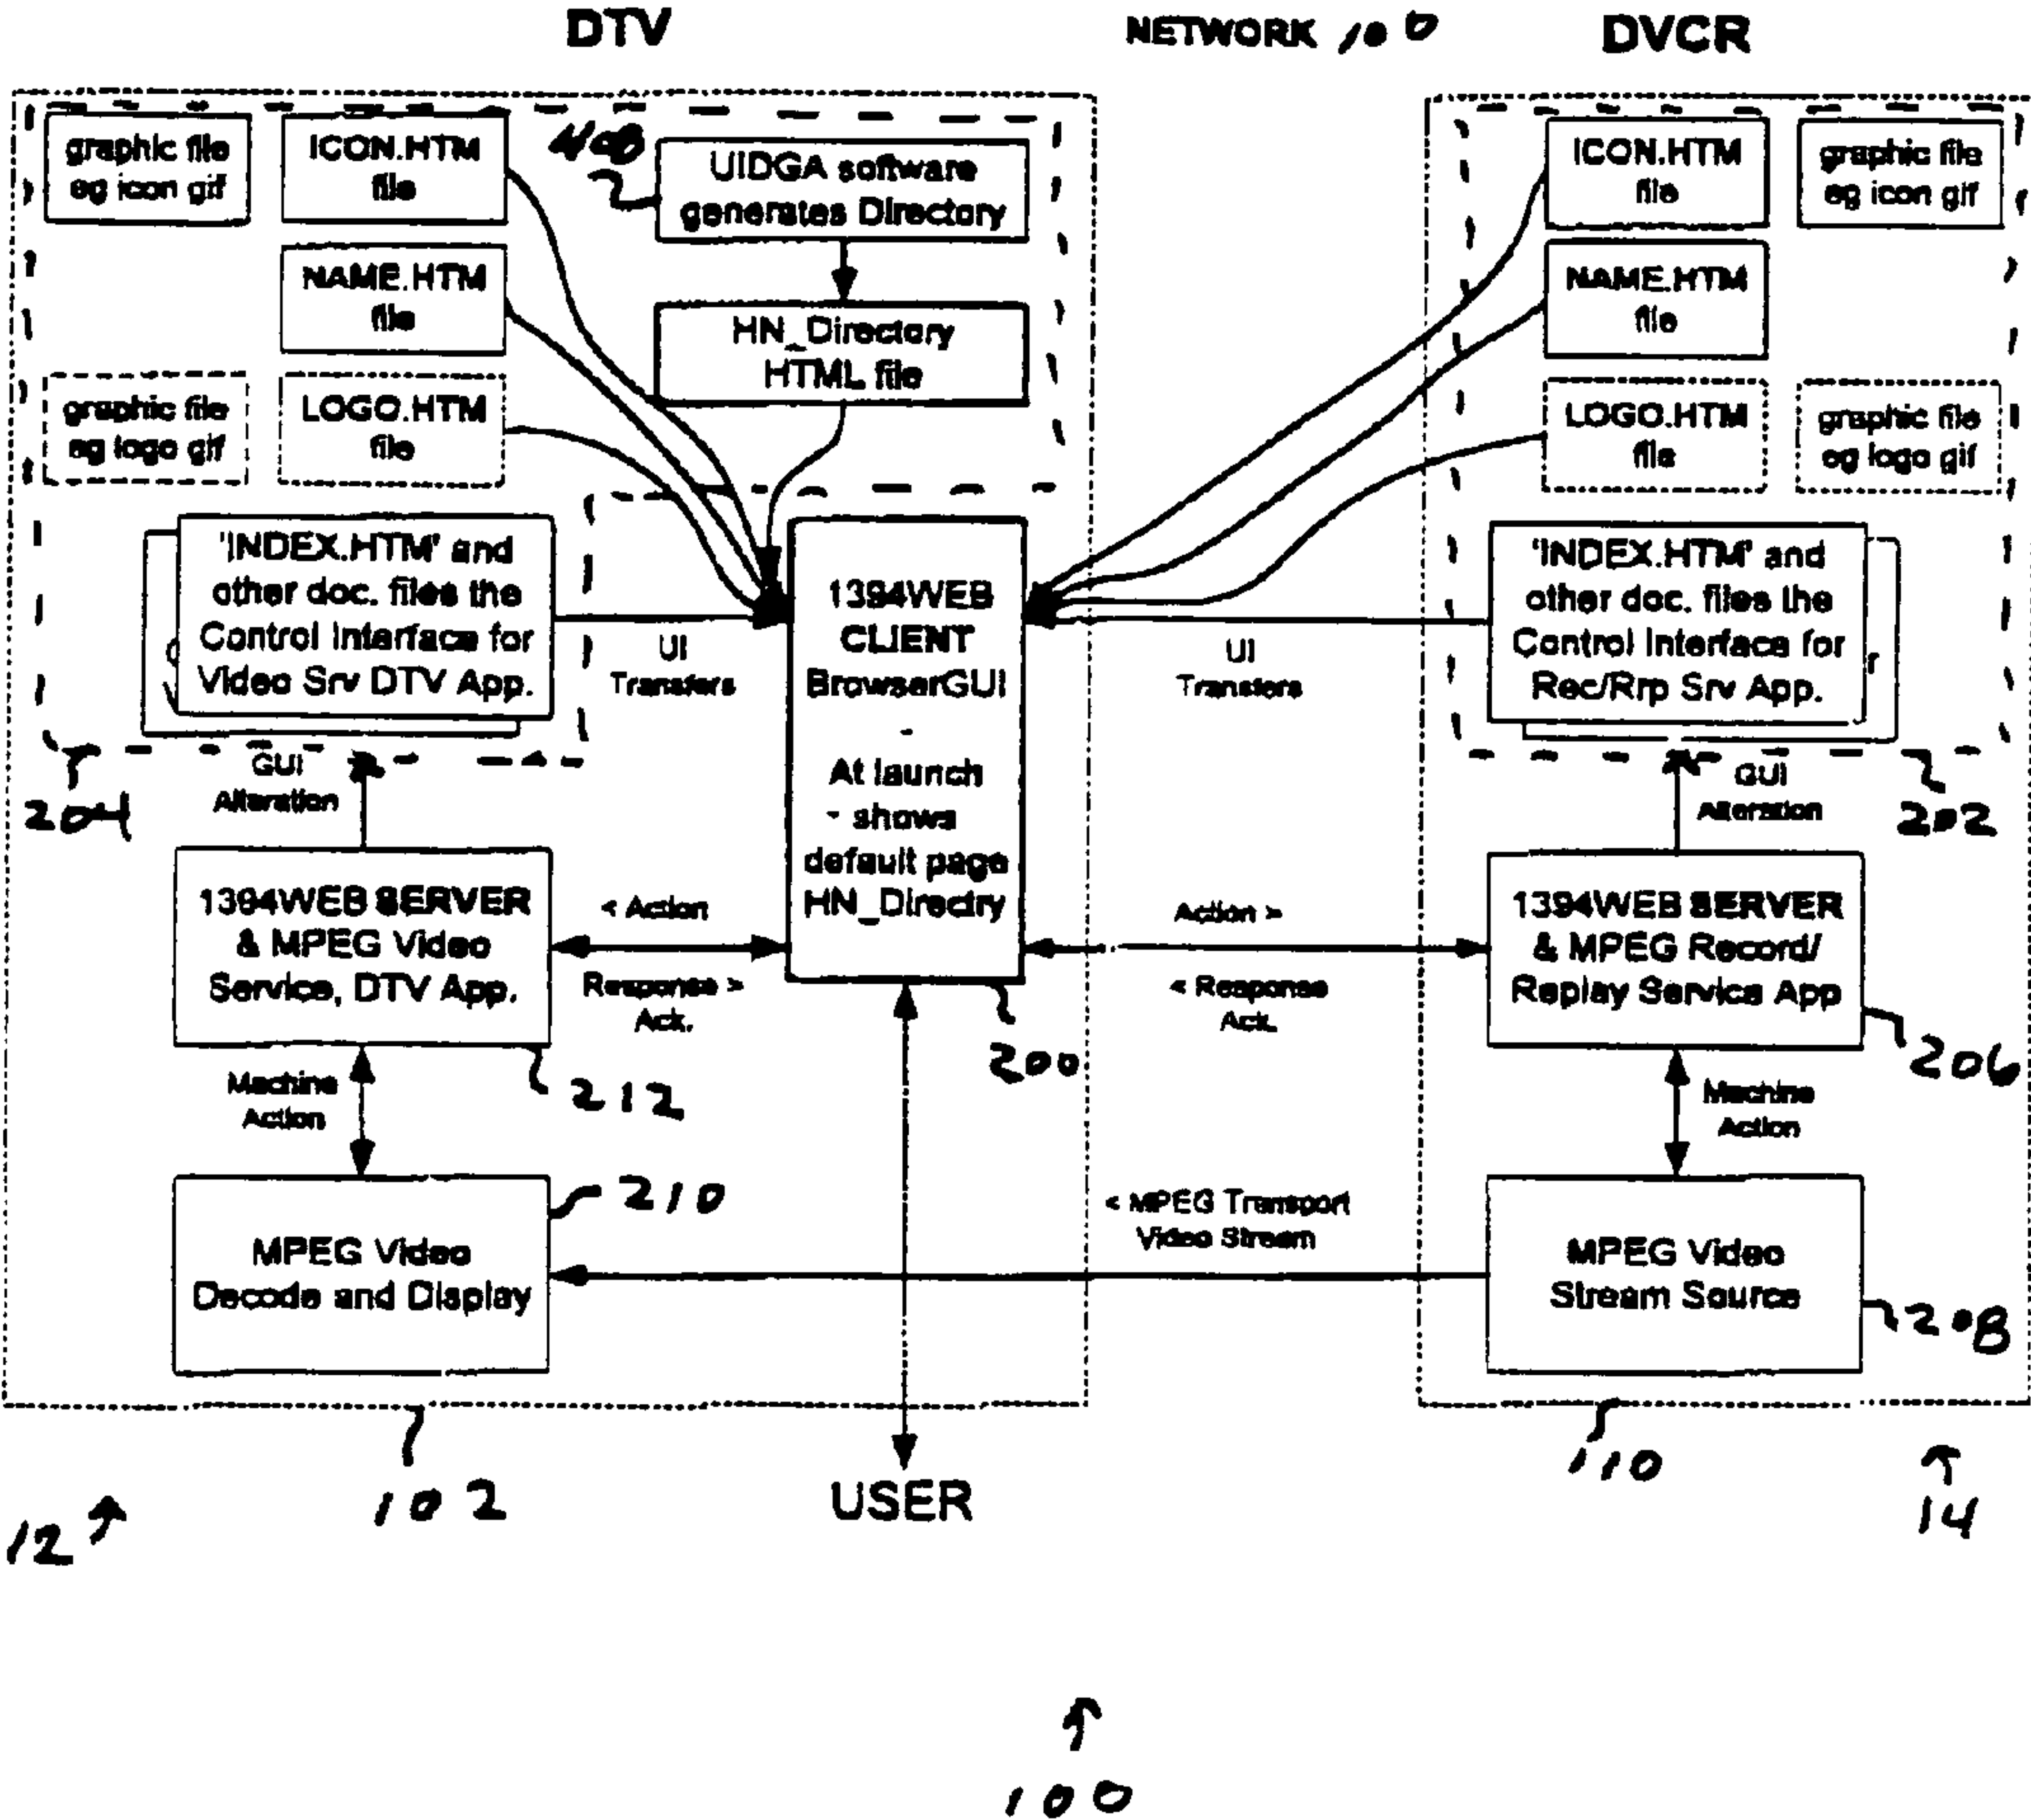 DTV
NETWORK 100
DVCR
graphic file
eg icon gif
ICON.HTM
file
408
UIDGA software
generates Directory
NAME.HTM
file
HN_Directory
HTML file
graphic file
eg logo gif
LOGO.HTM
file
ICON.HTM
file
graphic file
eg icon gif
NAME.HTM
file
LOGO.HTM
file
graphic file
eg logo gif
'INDEX.HTM' and
other doc. files the
Control Interface for
Video Srv DTV App.
UI
Transfers
1394WEB
CLIENT
BrowserGUI
-
At launch
- shows
default page
HN_Directry
UI
Transfers
'INDEX.HTM' and
other doc. files the
Control Interface for
Rec/Rrp Srv App.
r
204
GUI
Alteration
GUI
Alteration
202
1394WEB SERVER
& MPEG Video
Service, DTV App.
< Action
Response >
Ack.
Action >
< Response
Ack.
1394WEB SERVER
& MPEG Record/
Replay Service App
200
206
Machine
Action
212
Machine
Action
210
MPEG Video
Decode and Display
< MPEG Transport
Video Stream
MPEG Video
Stream Source
208
102
USER
110
12
14
100